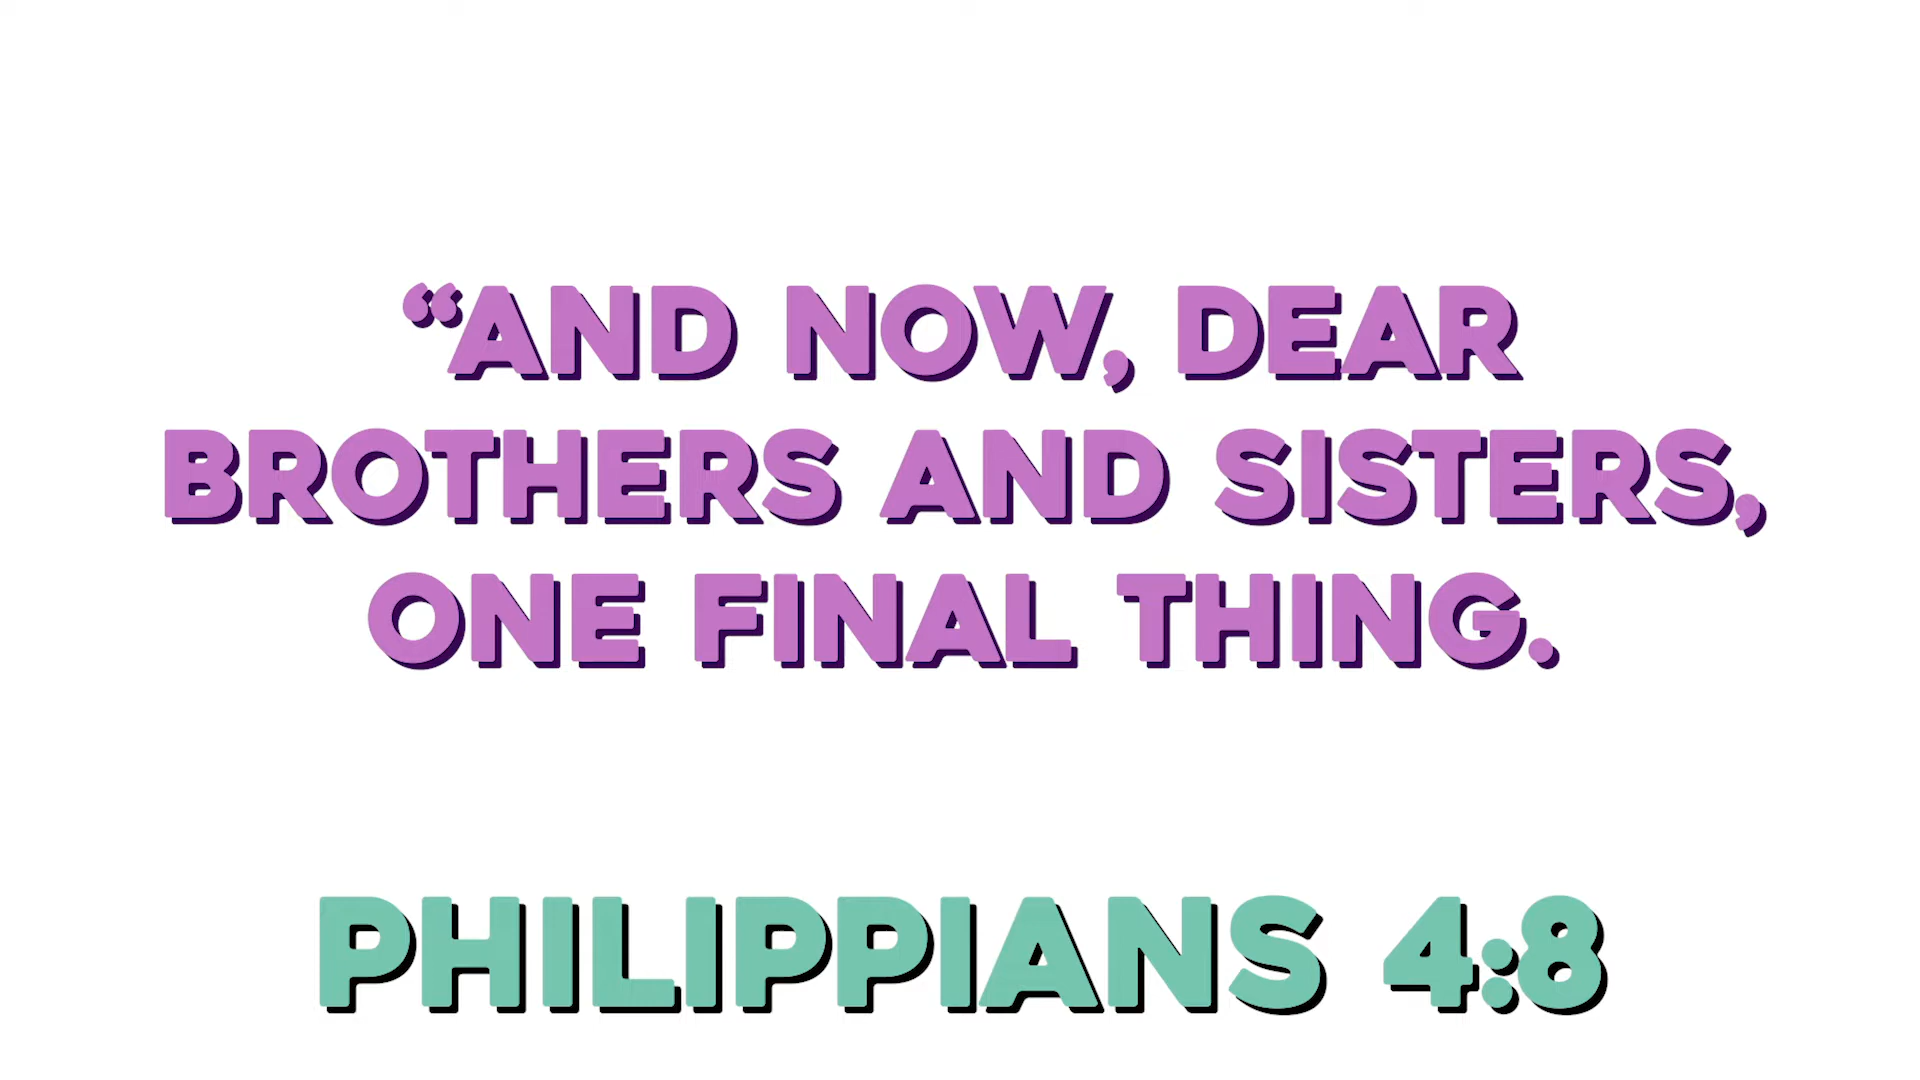 “AND NOW, DEAR
BROTHERS AND SISTERS,
ONE FINAL THING.
PHILIPPIANS 4:8